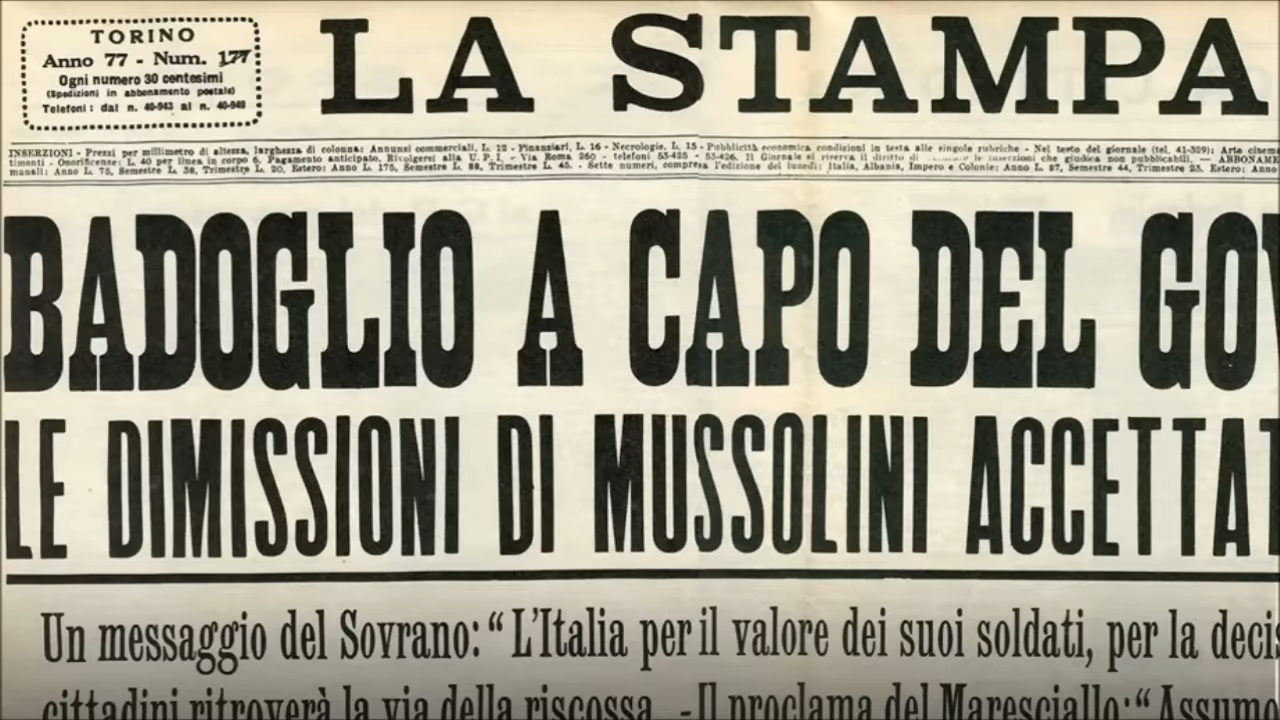 TORINO
Anno 77 - Num. 177
Ogni numero 30 centesimi
(Spedizioni in abbonamento postale)
Telefoni: dal n. 40-943 al n. 40-949
LA STAMPA
INSERZIONI - Prezzi per millimetro di altezza, larghezza di colonna: Annunzi commerciali, L. 12 - Finanziari, L. 16 - Necrologie, L. 15 - Pubblicità economica condizioni in testa alle singole rubriche - Nel testo del giornale (tel. 41-329): Arte cinem
timenti - Onorificenze: L. 40 per linea in corpo 6. Pagamento anticipato. Rivolgersi alla U.P.I. - Via Roma 260 - telefoni 53-425 - 53-426. Il Giornale si riserva il diritto di le inserzioni che giudica non pubblicabili. — ABBONAME
munali: Anno L. 75, Semestre L. 38, Trimestre L. 20. Estero: Anno L. 175, Semestre L. 88, Trimestre L. 45. - Sette numeri, compresa l'edizione del lunedì: Italia, Albania, Impero e Colonie: Anno L. 87, Semestre 44, Trimestre 23. Estero: Anno
BADOGLIO A CAPO DEL GOV
LE DIMISSIONI DI MUSSOLINI ACCETTAT
Un messaggio del Sovrano: “L'Italia per il valore dei suoi soldati, per la decis
cittadini ritroverà la via della riscossa„ - Il proclama del Maresciallo: “Assumo